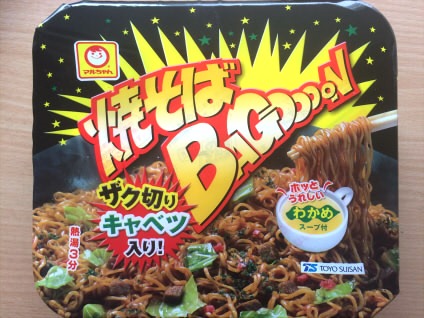 マルちゃん
焼そば
BAGOOOON
ザク切り
キャベツ
入り!
熱湯3分
ホッと
うれしい
わかめ
スープ付
TS TOYO SUISAN